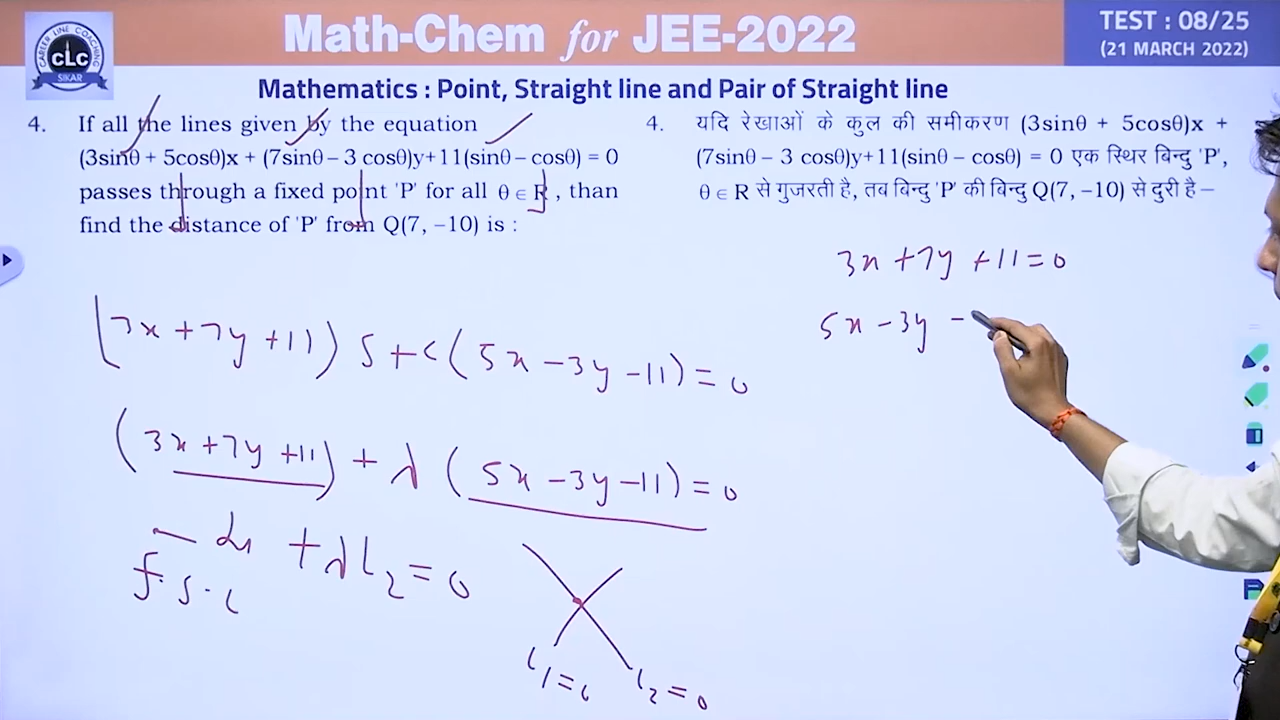 CAREER LINE COACHING
CLC
SIKAR
Math-Chem for JEE-2022
TEST : 08/25
(21 MARCH 2022)
Mathematics : Point, Straight line and Pair of Straight line
4. If all the lines given by the equation
(3sinθ + 5cosθ)x + (7sinθ – 3 cosθ)y+11(sinθ – cosθ) = 0
passes through a fixed point 'P' for all θ ∈ R , than
find the distance of 'P' from Q(7, –10) is :
4. यदि रेखाओं के कुल की समीकरण (3sinθ + 5cosθ)x +
(7sinθ – 3 cosθ)y+11(sinθ – cosθ) = 0 एक स्थिर बिन्दु 'P',
θ ∈ R से गुजरती है, तब बिन्दु 'P' की बिन्दु Q(7, –10) से दुरी है –
3x + 7y + 11 = 0
5x - 3y -
(3x + 7y + 11) S + C (5x - 3y - 11) = 0
(3x + 7y + 11) + λ (5x - 3y - 11) = 0
L1 + λL2 = 0
L1 = 0
L2 = 0